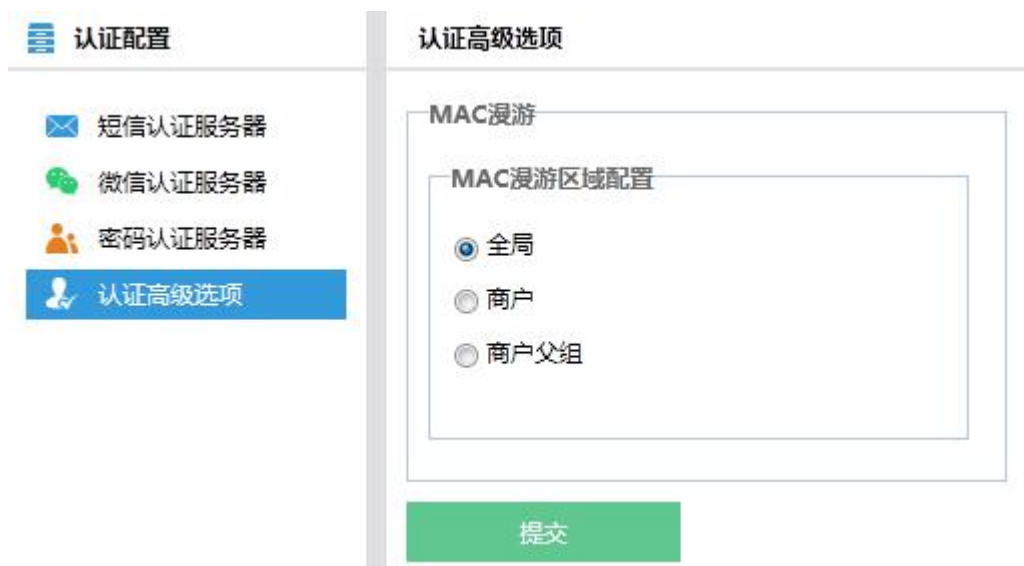 认证配置
短信认证服务器
微信认证服务器
密码认证服务器
认证高级选项
认证高级选项
MAC漫游
MAC漫游区域配置
全局
商户
商户父组
提交